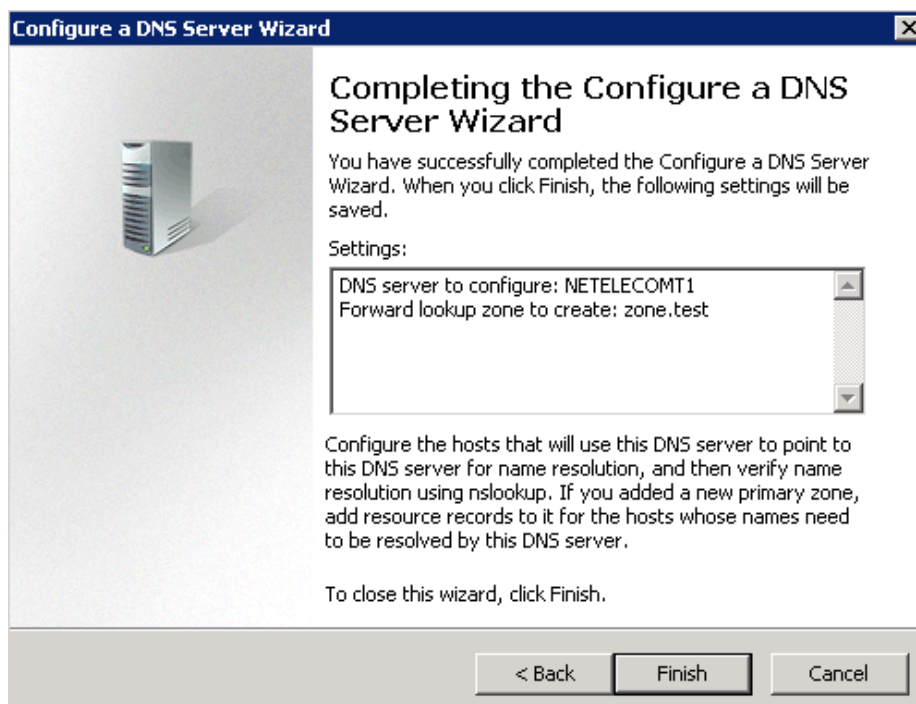 Configure a DNS Server Wizard
Completing the Configure a DNS
Server Wizard
You have successfully completed the Configure a DNS Server
Wizard. When you click Finish, the following settings will be
saved.
Settings:
DNS server to configure: NETELECOMT1
Forward lookup zone to create: zone.test
Configure the hosts that will use this DNS server to point to
this DNS server for name resolution, and then verify name
resolution using nslookup. If you added a new primary zone,
add resource records to it for the hosts whose names need
to be resolved by this DNS server.
To close this wizard, click Finish.
< Back
Finish
Cancel